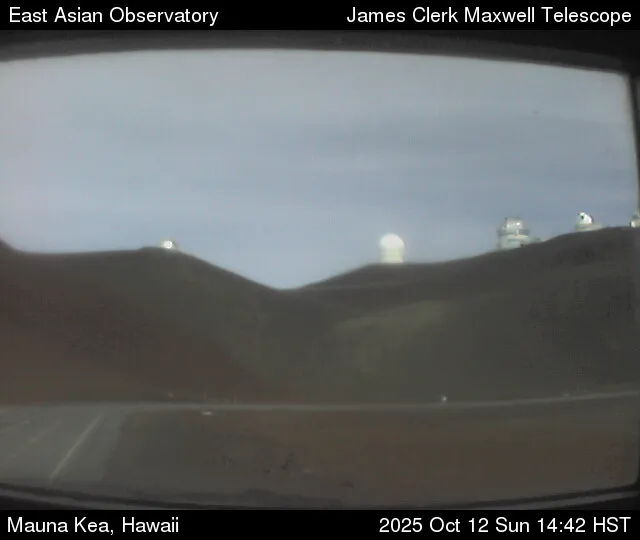 East Asian Observatory
James Clerk Maxwell Telescope
Mauna Kea, Hawaii
2025 Oct 12 Sun 14:42 HST